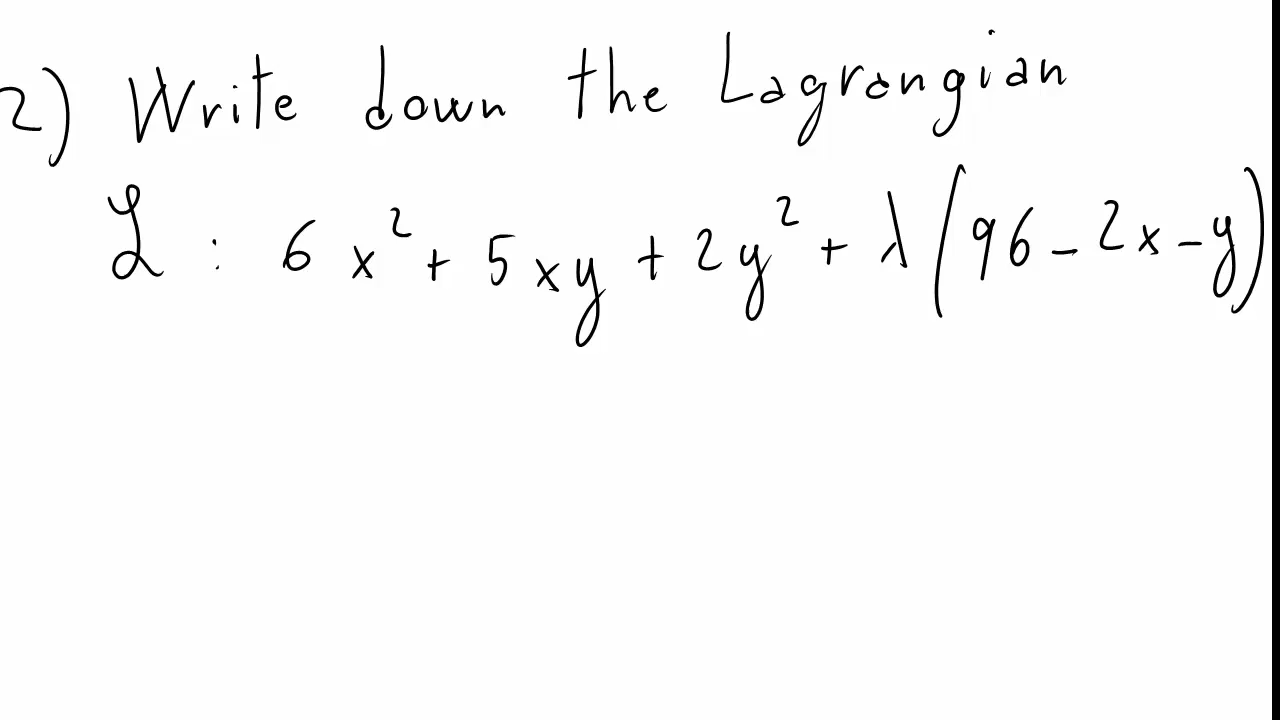 2) Write down the Lagrangian
ℒ : 6x² + 5xy + 2y² + λ(96 - 2x - y)